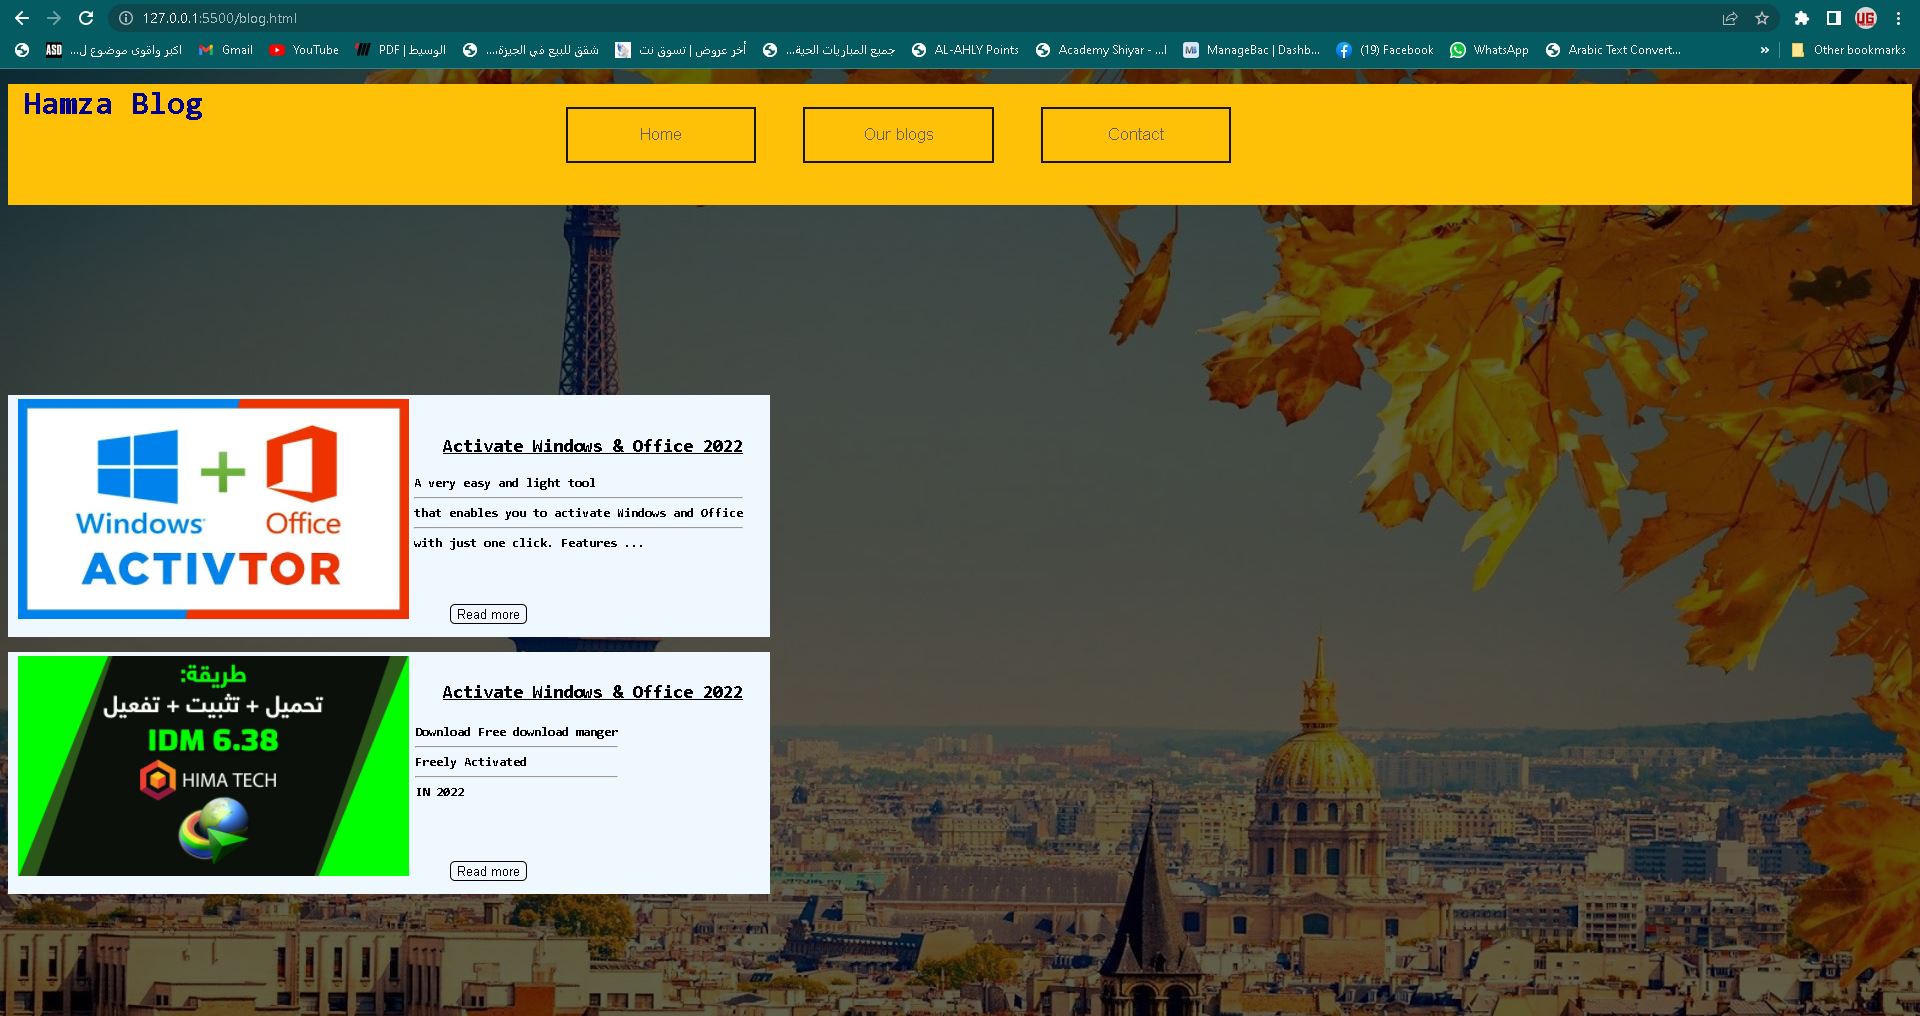 127.0.0.1:5500/blog.html
ASD
اكبر واقوى موضوع ل...
Gmail
YouTube
الوسيط | PDF
شقق للبيع في الجيزة...
أخر عروض | تسوق نت
جميع المباريات الحية...
AL-AHLY Points
Academy Shiyar - ...ا
ManageBac | Dashb...
(19) Facebook
WhatsApp
Arabic Text Convert...
»
Other bookmarks
Hamza Blog
Home
Our blogs
Contact
Windows
Office
ACTIVTOR
Activate Windows & Office 2022
A very easy and light tool
that enables you to activate Windows and Office
with just one click. Features ...
Read more
طريقة:
تحميل + تثبيت + تفعيل
IDM 6.38
HIMA TECH
Activate Windows & Office 2022
Download Free download manger
Freely Activated
IN 2022
Read more